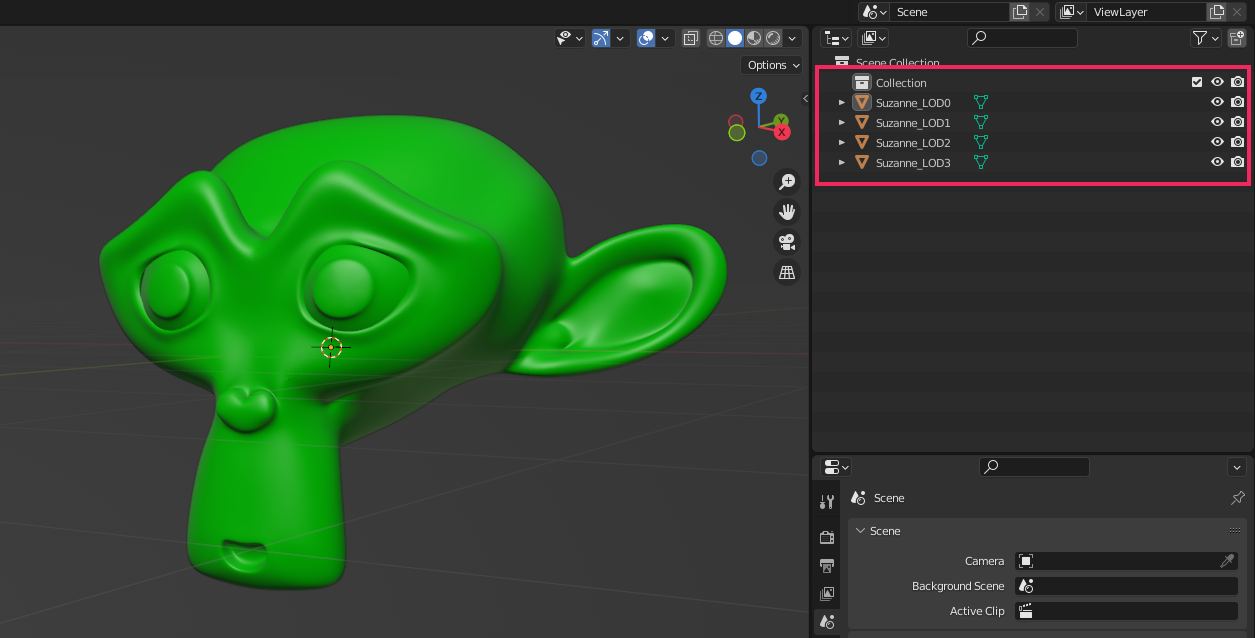 Scene
ViewLayer
Options
Z
Y
X
Scene Collection
Collection
Suzanne_LOD0
Suzanne_LOD1
Suzanne_LOD2
Suzanne_LOD3
Scene
Scene
Camera
Background Scene
Active Clip